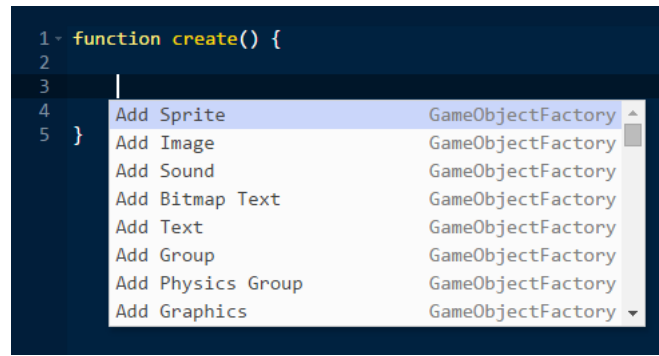 1 function create() {
2
3
4
5 }
Add Sprite GameObjectFactory
Add Image GameObjectFactory
Add Sound GameObjectFactory
Add Bitmap Text GameObjectFactory
Add Text GameObjectFactory
Add Group GameObjectFactory
Add Physics Group GameObjectFactory
Add Graphics GameObjectFactory